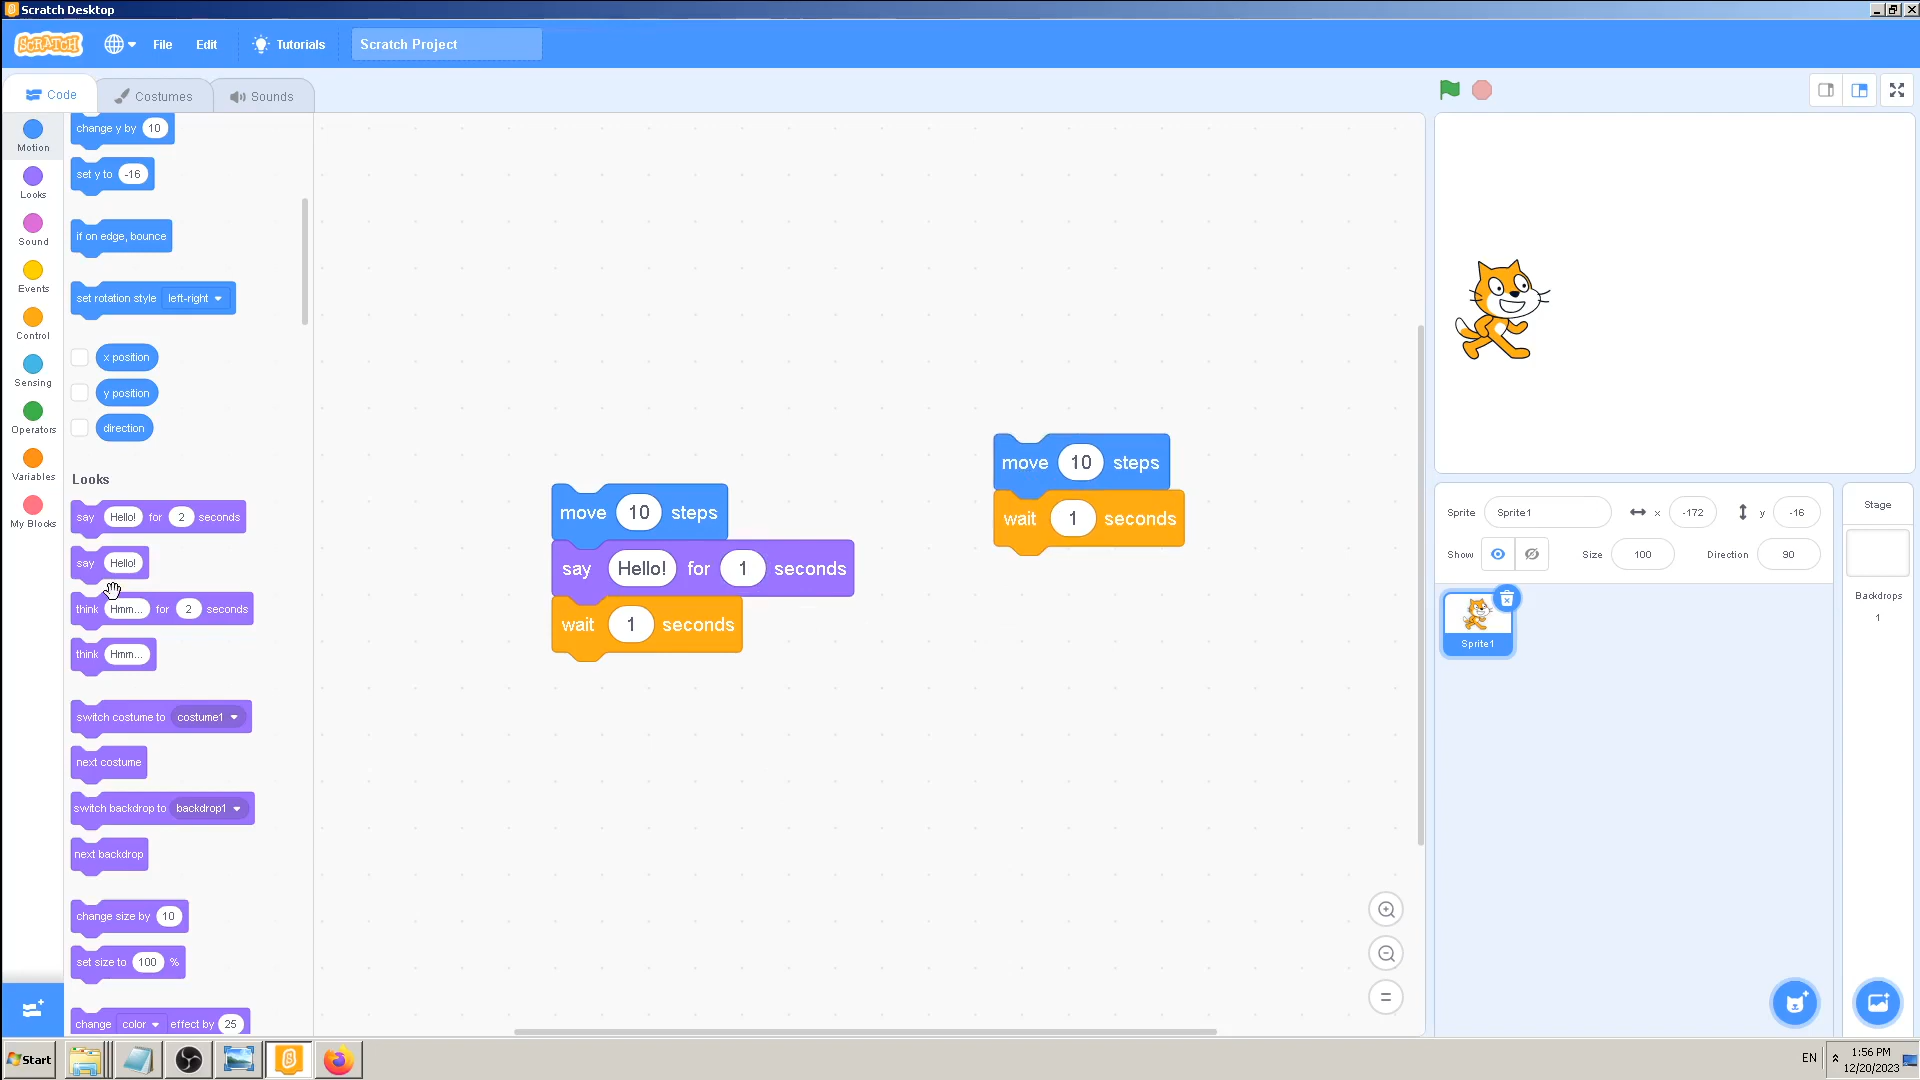 Scratch Desktop
SCRATCH
File
Edit
Tutorials
Scratch Project
Code
Costumes
Sounds
Motion
Looks
Sound
Events
Control
Sensing
Operators
Variables
My Blocks
change y by 10
set y to -16
if on edge, bounce
set rotation style left-right
x position
y position
direction
Looks
say Hello! for 2 seconds
say Hello!
think Hmm... for 2 seconds
think Hmm...
switch costume to costume1
next costume
switch backdrop to backdrop1
next backdrop
change size by 10
set size to 100 %
change color effect by 25
move 10 steps
say Hello! for 1 seconds
wait 1 seconds
move 10 steps
wait 1 seconds
Sprite Sprite1 x -172 y -16
Show Size 100 Direction 90
Sprite1
Stage
Backdrops
1
Start
EN
1:56 PM
12/20/2023